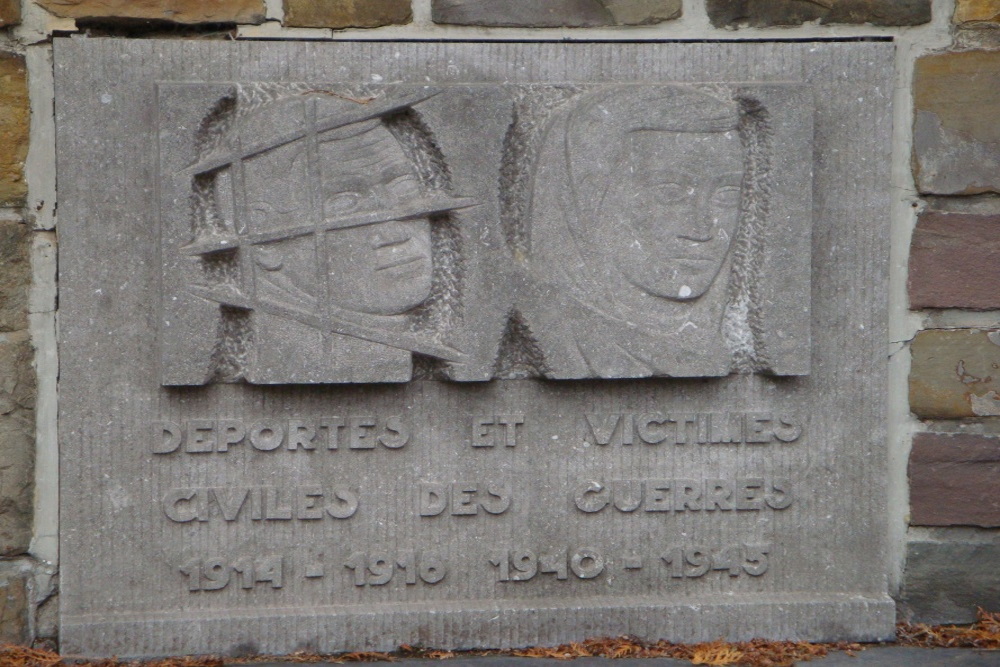 DEPORTES ET VICTIMES
CIVILES DES GUERRES
1914 - 1918 1940 - 1945